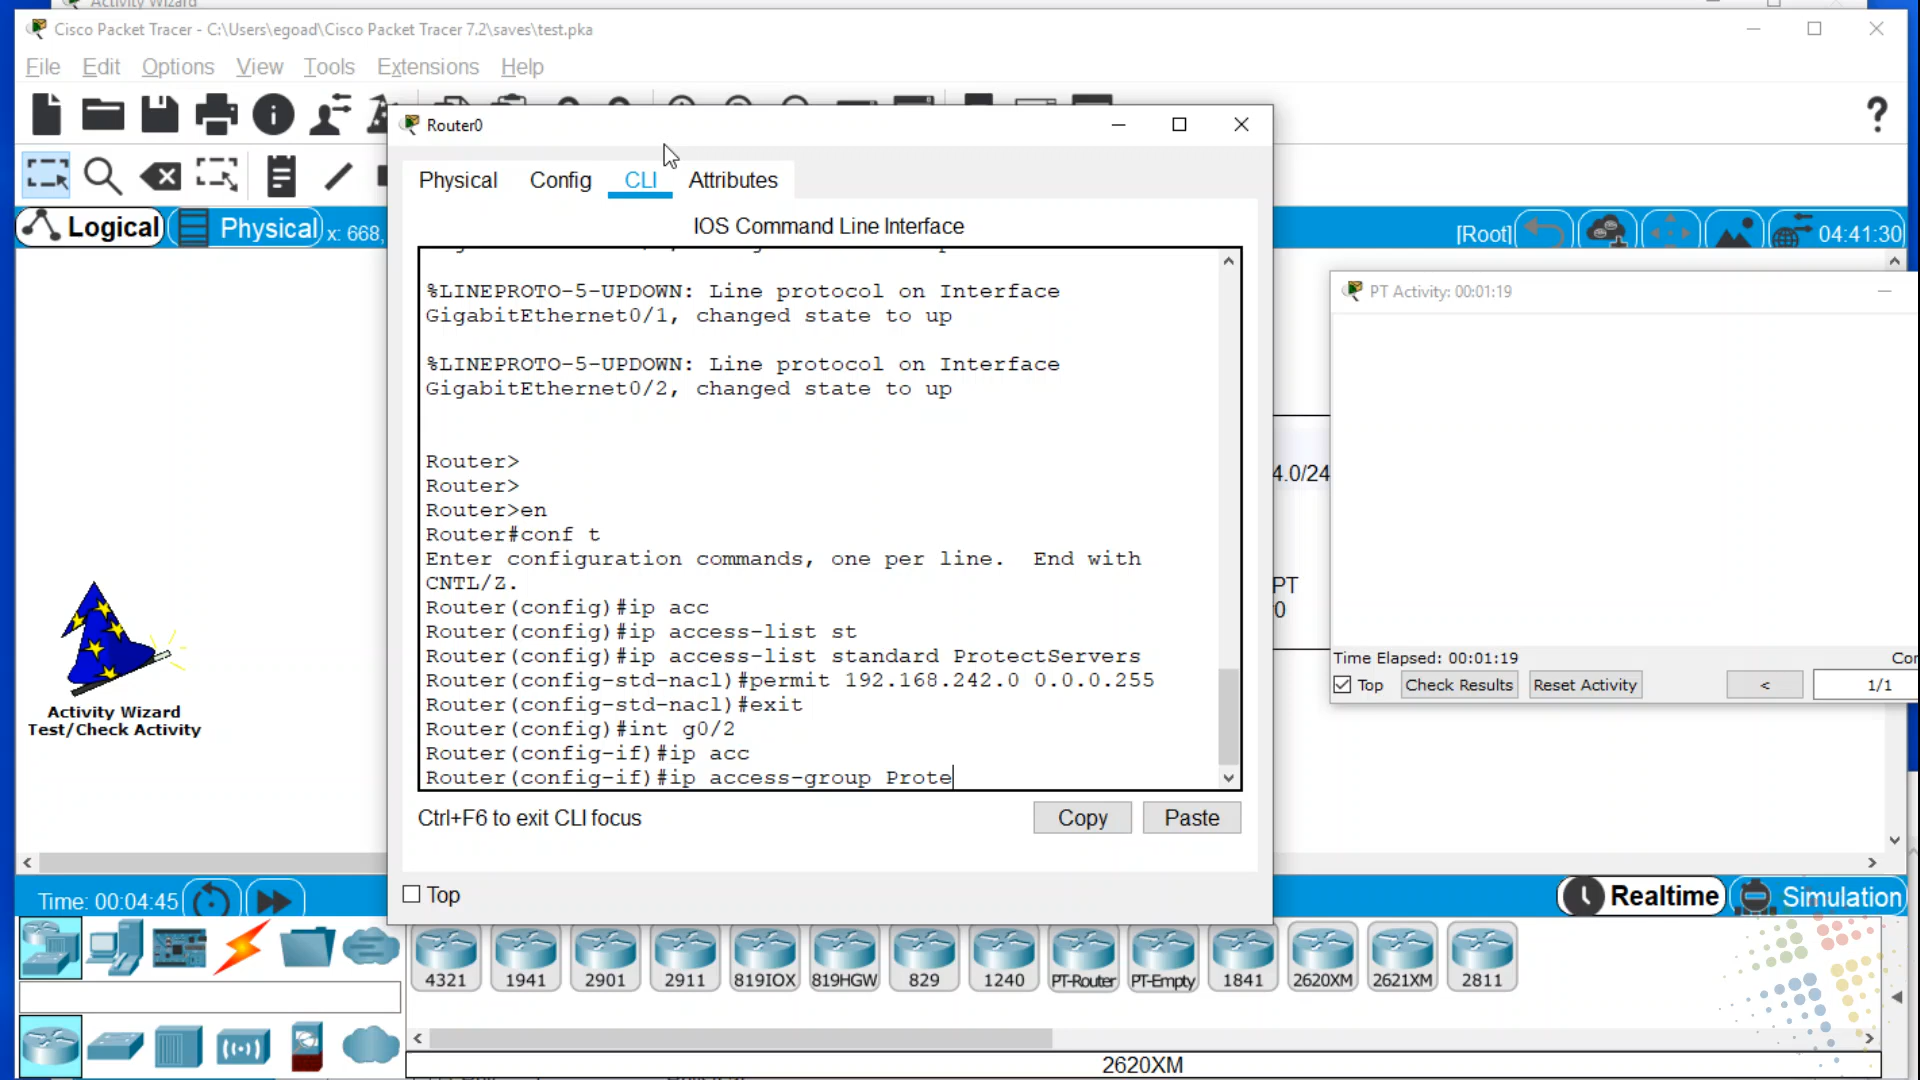 Activity Wizard
Cisco Packet Tracer - C:\Users\egoad\Cisco Packet Tracer 7.2\saves\test.pka
File Edit Options View Tools Extensions Help
Router0
Physical Config CLI Attributes
IOS Command Line Interface
Logical Physical x: 668,
[Root] 04:41:30
%LINEPROTO-5-UPDOWN: Line protocol on Interface
GigabitEthernet0/1, changed state to up
%LINEPROTO-5-UPDOWN: Line protocol on Interface
GigabitEthernet0/2, changed state to up
Router>
Router>
Router>en
Router#conf t
Enter configuration commands, one per line.  End with
CNTL/Z.
Router(config)#ip acc
Router(config)#ip access-list st
Router(config)#ip access-list standard ProtectServers
Router(config-std-nacl)#permit 192.168.242.0 0.0.0.255
Router(config-std-nacl)#exit
Router(config)#int g0/2
Router(config-if)#ip acc
Router(config-if)#ip access-group Prote
Ctrl+F6 to exit CLI focus
Copy Paste
Top
4.0/24
PT
0
PT Activity: 00:01:19
Time Elapsed: 00:01:19
Top Check Results Reset Activity < 1/1
Activity Wizard
Test/Check Activity
Time: 00:04:45
Realtime Simulation
4321 1941 2901 2911 819IOX 819HGW 829 1240 PT-Router PT-Empty 1841 2620XM 2621XM 2811
2620XM